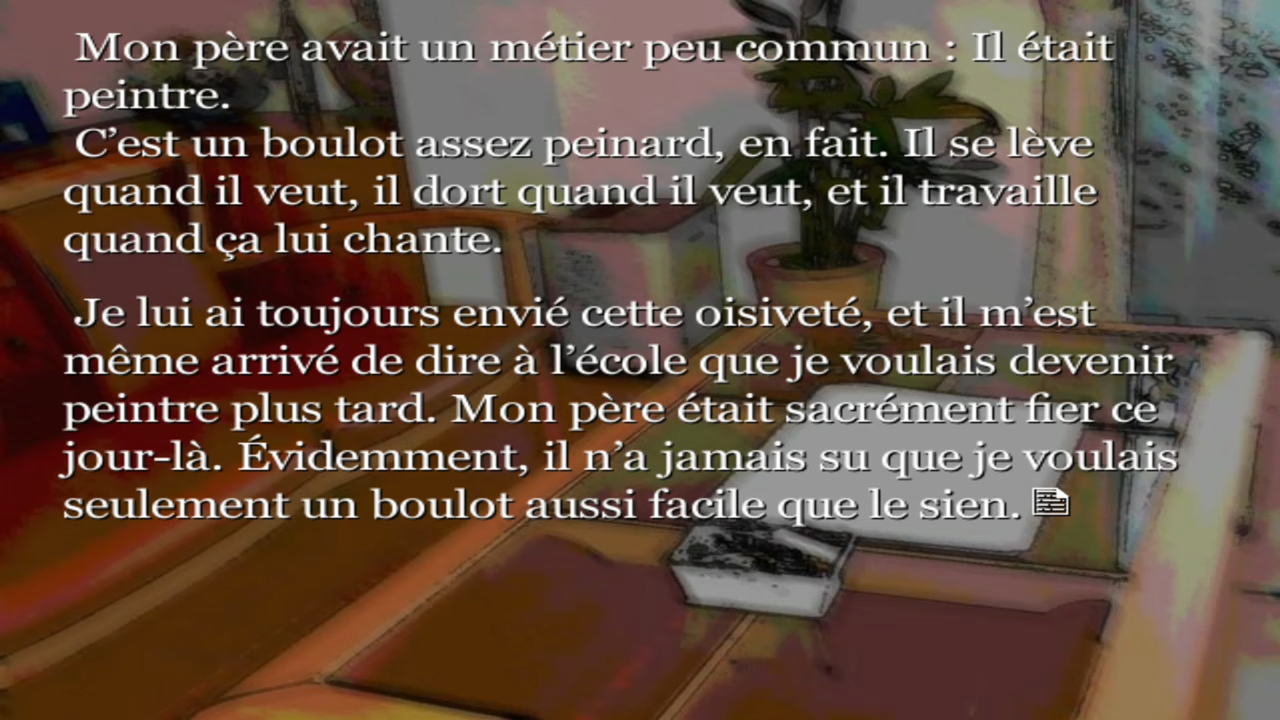 Mon père avait un métier peu commun : Il était
peintre.
C’est un boulot assez peinard, en fait. Il se lève
quand il veut, il dort quand il veut, et il travaille
quand ça lui chante.
Je lui ai toujours envié cette oisiveté, et il m’est
même arrivé de dire à l’école que je voulais devenir
peintre plus tard. Mon père était sacrément fier ce
jour-là. Évidemment, il n’a jamais su que je voulais
seulement un boulot aussi facile que le sien.